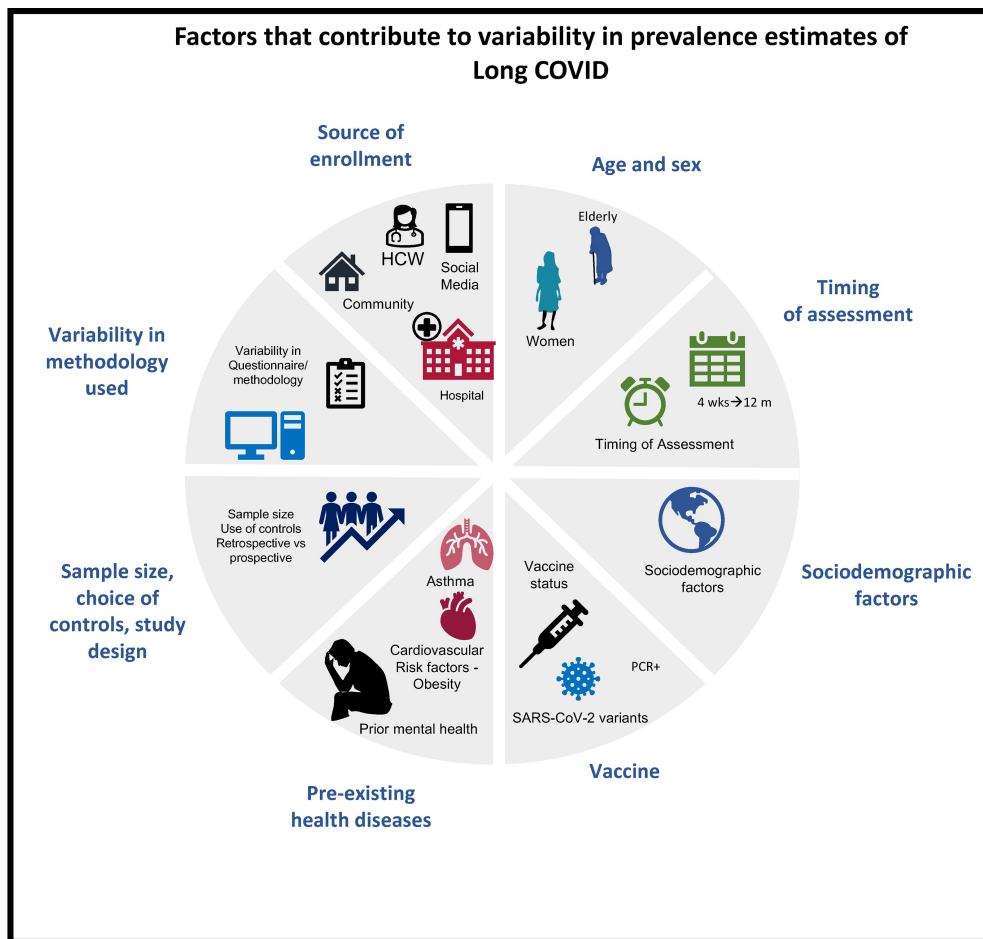 Factors that contribute to variability in prevalence estimates of
Long COVID
Source of
enrollment
HCW
Social
Media
Community
Hospital
Age and sex
Elderly
Women
Timing
of assessment
4 wks→12 m
Timing of Assessment
Sociodemographic
factors
Sociodemographic
factors
Vaccine
status
PCR+
SARS-CoV-2 variants
Vaccine
Asthma
Cardiovascular
Risk factors -
Obesity
Prior mental health
Pre-existing
health diseases
Sample size
Use of controls
Retrospective vs
prospective
Sample size,
choice of
controls, study
design
Variability in
Questionnaire/
methodology
Variability in
methodology
used